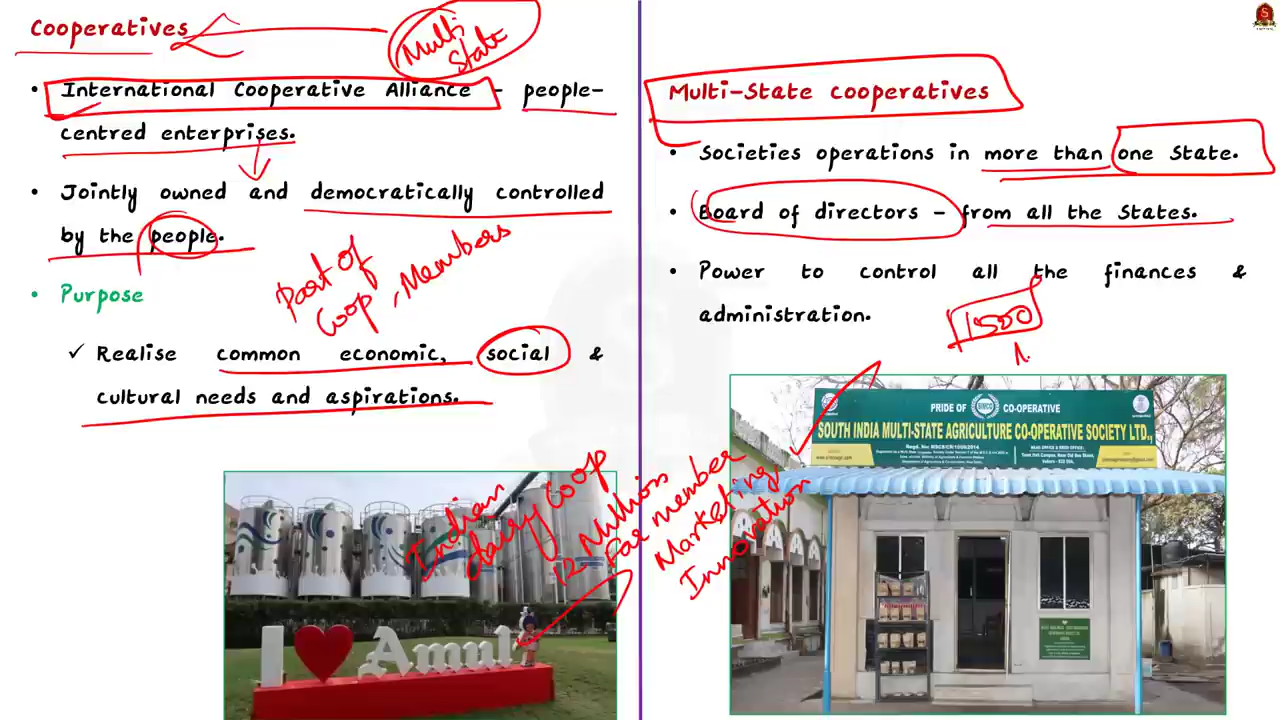 Cooperatives
Multi
State
• International Cooperative Alliance - people-
centred enterprises.
• Jointly owned and democratically controlled
by the people.
Part of
Coop, Members
• Purpose
✓ Realise common economic, social &
cultural needs and aspirations.
Indian
dairy Coop
12 Million
Far member
Marketing,
Innovation
I Amul
Multi-State cooperatives
• Societies operations in more than one State.
• Board of directors - from all the States.
• Power to control all the finances &
administration.
1500
PRIDE OF SIMCO CO-OPERATIVE
SOUTH INDIA MULTI-STATE AGRICULTURE CO-OPERATIVE SOCIETY LTD.,